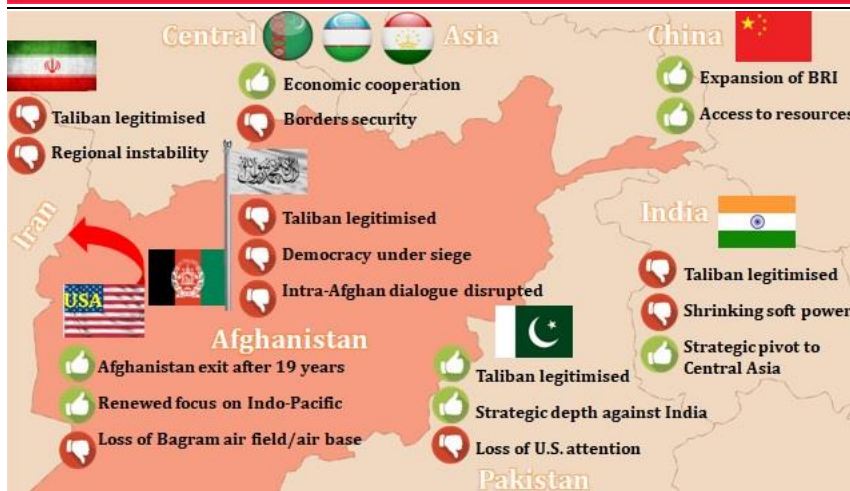 Central Asia
Economic cooperation
Borders security
China
Expansion of BRI
Access to resources
Taliban legitimised
Regional instability
Iran
Taliban legitimised
Democracy under siege
Intra-Afghan dialogue disrupted
India
Taliban legitimised
Shrinking soft power
Strategic pivot to
Central Asia
USA
Afghanistan
Afghanistan exit after 19 years
Renewed focus on Indo-Pacific
Loss of Bagram air field/air base
Taliban legitimised
Strategic depth against India
Loss of U.S. attention
Pakistan